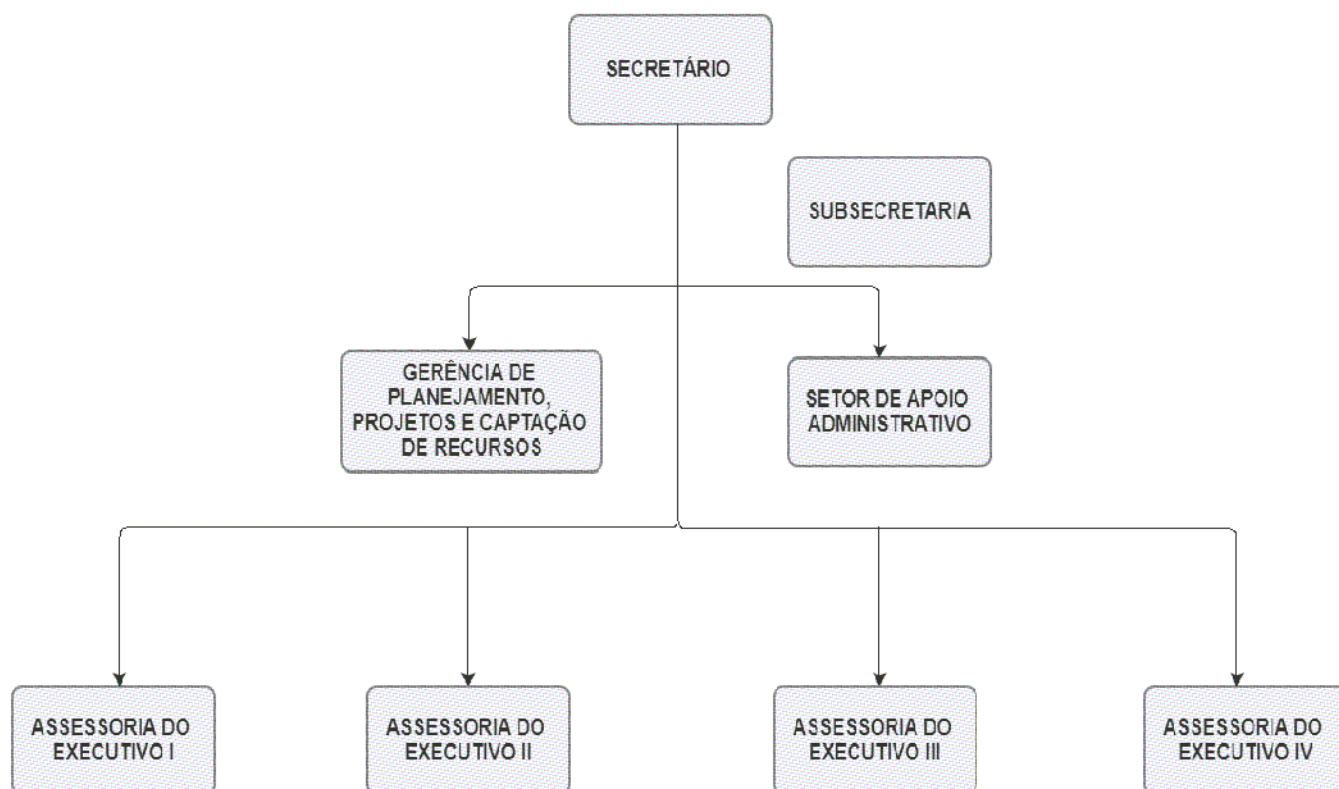 SECRETÁRIO
SUBSECRETARIA
GERÊNCIA DE
PLANEJAMENTO,
PROJETOS E CAPTAÇÃO
DE RECURSOS
SETOR DE APOIO
ADMINISTRATIVO
ASSESSORIA DO
EXECUTIVO I
ASSESSORIA DO
EXECUTIVO II
ASSESSORIA DO
EXECUTIVO III
ASSESSORIA DO
EXECUTIVO IV